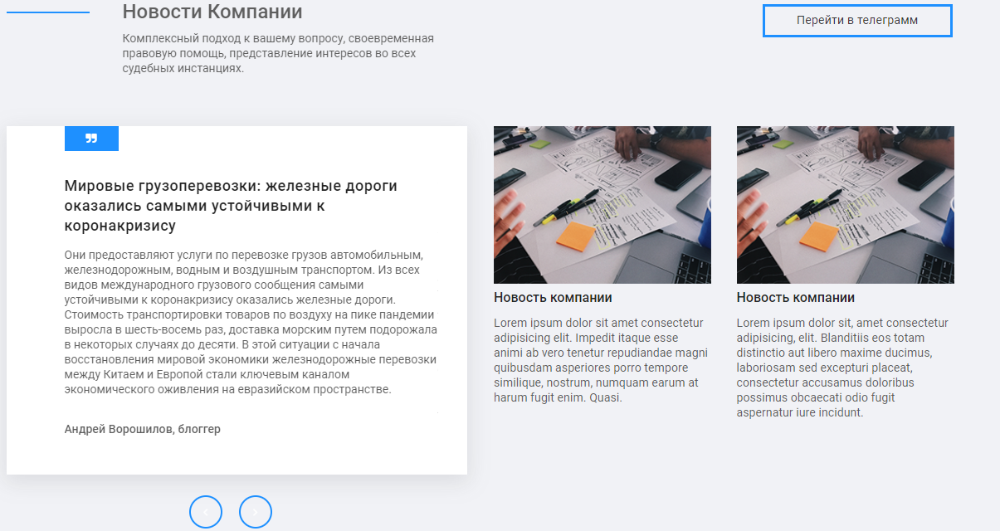 Новости Компании
Перейти в телеграмм
Комплексный подход к вашему вопросу, своевременная
правовую помощь, представление интересов во всех
судебных инстанциях.
Мировые грузоперевозки: железные дороги
оказались самыми устойчивыми к
коронакризису
Они предоставляют услуги по перевозке грузов автомобильным,
железнодорожным, водным и воздушным транспортом. Из всех
видов международного грузового сообщения самыми
устойчивыми к коронакризису оказались железные дороги.
Стоимость транспортировки товаров по воздуху на пике пандемии
выросла в шесть-восемь раз, доставка морским путем подорожала
в некоторых случаях до десяти. В этой ситуации с начала
восстановления мировой экономики железнодорожные перевозки
между Китаем и Европой стали ключевым каналом
экономического оживления на евразийском пространстве.
Андрей Ворошилов, блоггер
Новость компании
Lorem ipsum dolor sit amet consectetur
adipisicing elit. Impedit itaque esse
animi ab vero tenetur repudiandae magni
quibusdam asperiores porro tempore
similique, nostrum, numquam earum at
harum fugit enim. Quasi.
Новость компании
Lorem ipsum dolor sit, amet consectetur
adipisicing, elit. Blanditiis eos totam
distinctio aut libero maxime ducimus,
laboriosam sed excepturi placeat,
consectetur accusamus doloribus
possimus obcaecati odio fugit
aspernatur iure incidunt.